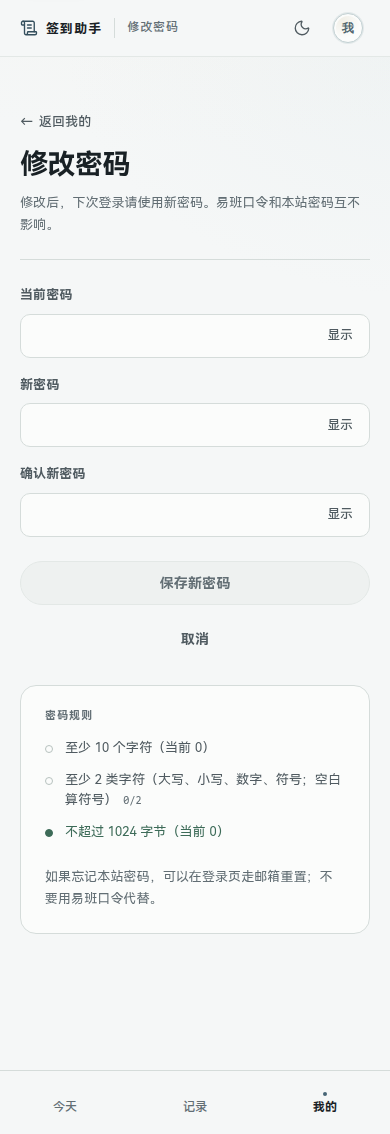 签到助手 修改密码 我
← 返回我的
修改密码
修改后，下次登录请使用新密码。易班口令和本站密码互不
影响。
当前密码
显示
新密码
显示
确认新密码
显示
保存新密码
取消
密码规则
至少 10 个字符（当前 0）
至少 2 类字符（大写、小写、数字、符号；空白
算符号） 0/2
不超过 1024 字节（当前 0）
如果忘记本站密码，可以在登录页走邮箱重置；不
要用易班口令代替。
今天 记录 我的